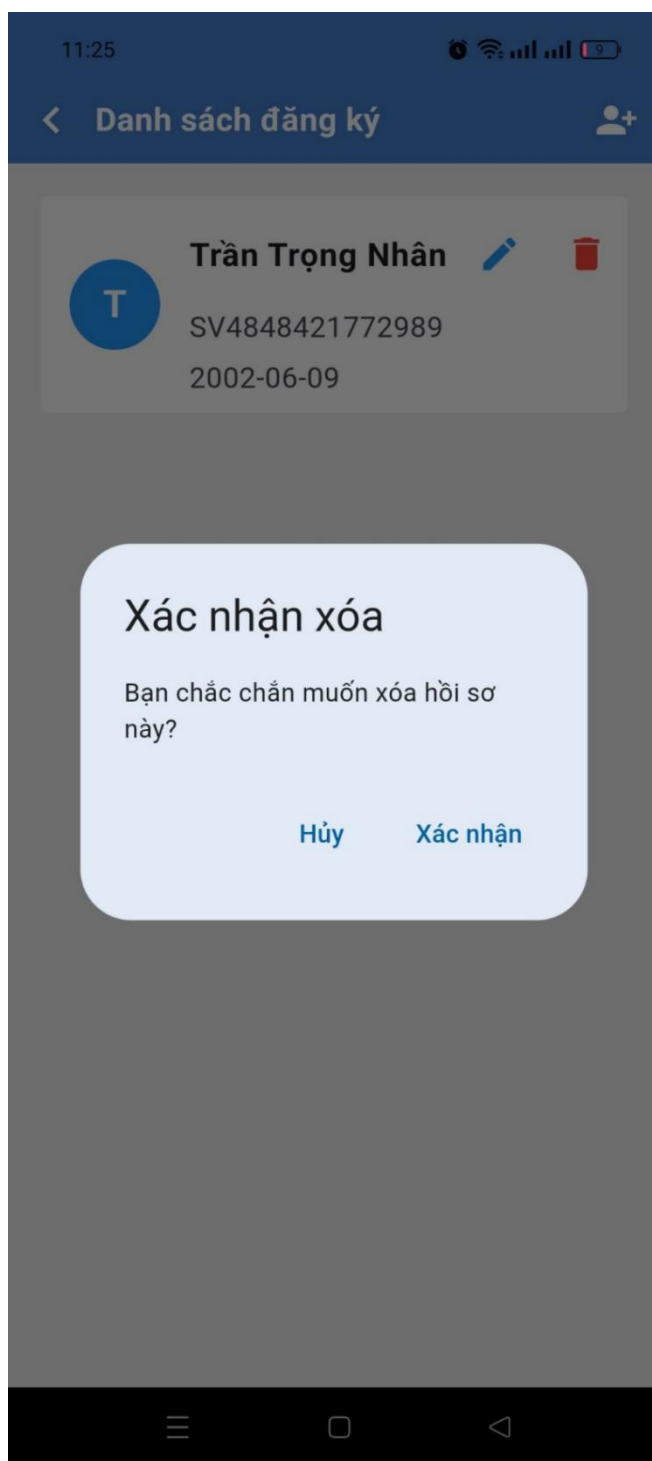 11:25
9
Danh sách đăng ký
Trần Trọng Nhân
T
SV4848421772989
2002-06-09
Xác nhận xóa
Bạn chắc chắn muốn xóa hồi sơ
này?
Hủy Xác nhận